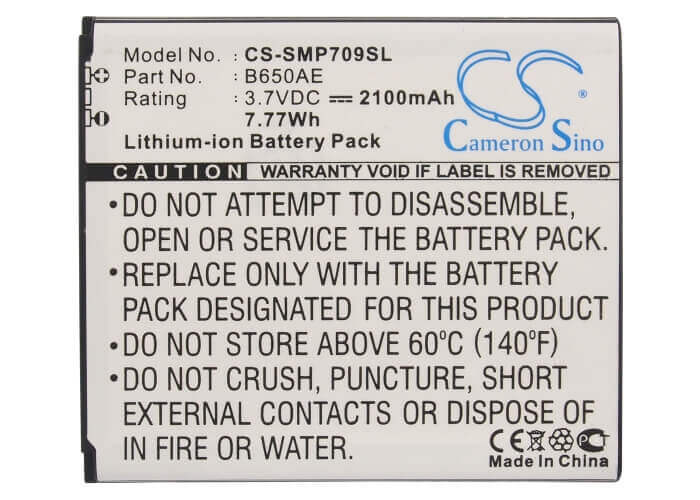 Model No. CS-SMP709SL
Part No. B650AE
Rating: 3.7VDC 2100mAh
7.77Wh
Lithium-ion Battery Pack
Cameron Sino
CAUTION WARRANTY VOID IF LABEL IS REMOVED
•DO NOT ATTEMPT TO DISASSEMBLE,
OPEN OR SERVICE THE BATTERY PACK.
•REPLACE ONLY WITH THE BATTERY
PACK DESIGNATED FOR THIS PRODUCT
•DO NOT STORE ABOVE 60°C (140°F)
•DO NOT CRUSH, PUNCTURE, SHORT
EXTERNAL CONTACTS OR DISPOSE OF
IN FIRE OR WATER.
CE
Made In China